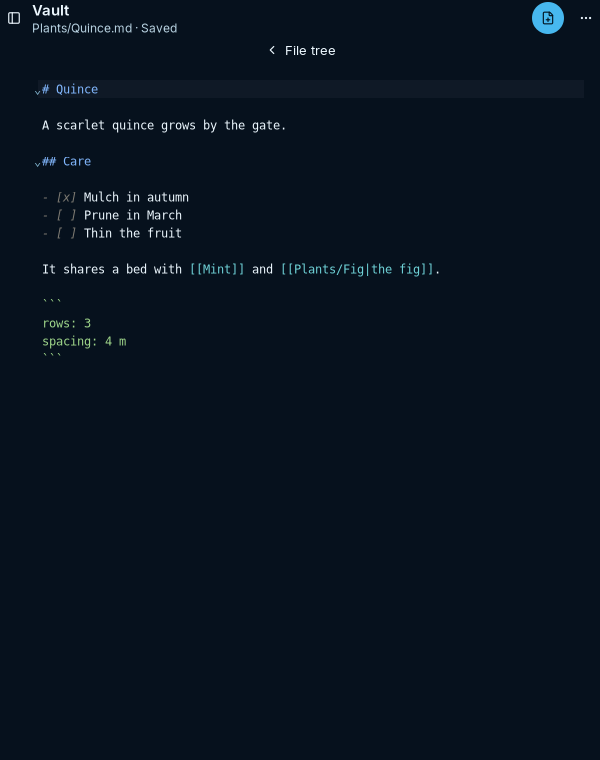 Vault
Plants/Quince.md · Saved
File tree
# Quince
A scarlet quince grows by the gate.
## Care
- [x] Mulch in autumn
- [ ] Prune in March
- [ ] Thin the fruit
It shares a bed with [[Mint]] and [[Plants/Fig|the fig]].
```
rows: 3
spacing: 4 m
```